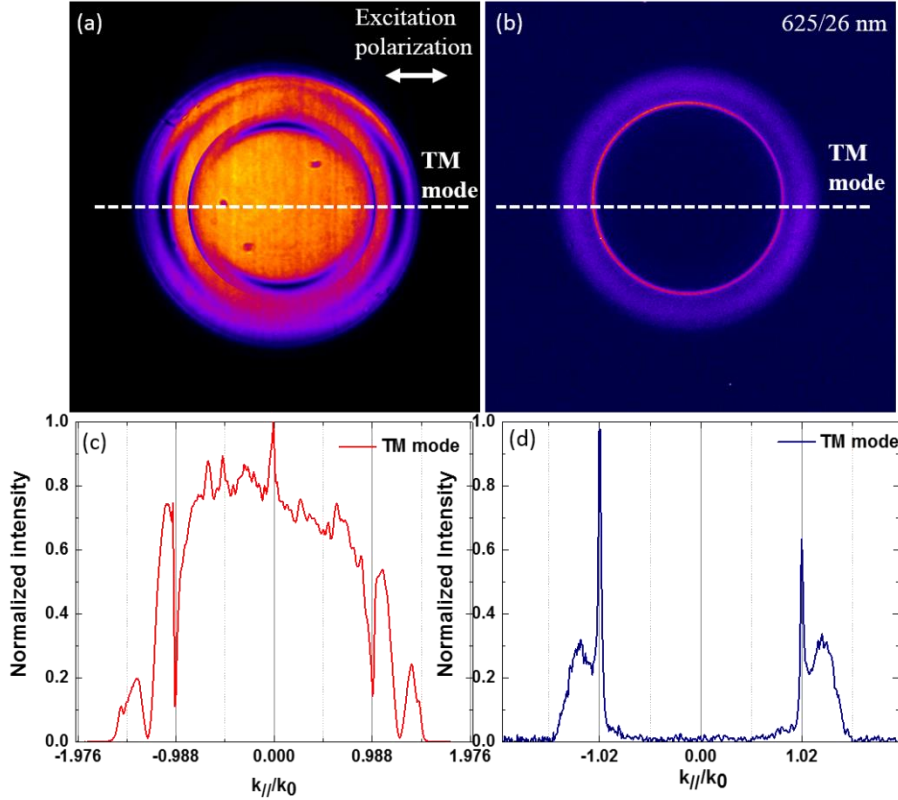 (a)
Excitation
polarization
TM
mode
(b)
625/26 nm
TM
mode
(c)
TM mode
Normalized intensity
1.0
0.8
0.6
0.4
0.2
0.0
-1.976
-0.988
0.000
0.988
1.976
k///k0
(d)
TM mode
Normalized Intensity
1.0
0.8
0.6
0.4
0.2
0.0
-1.02
0.00
1.02
k///k0